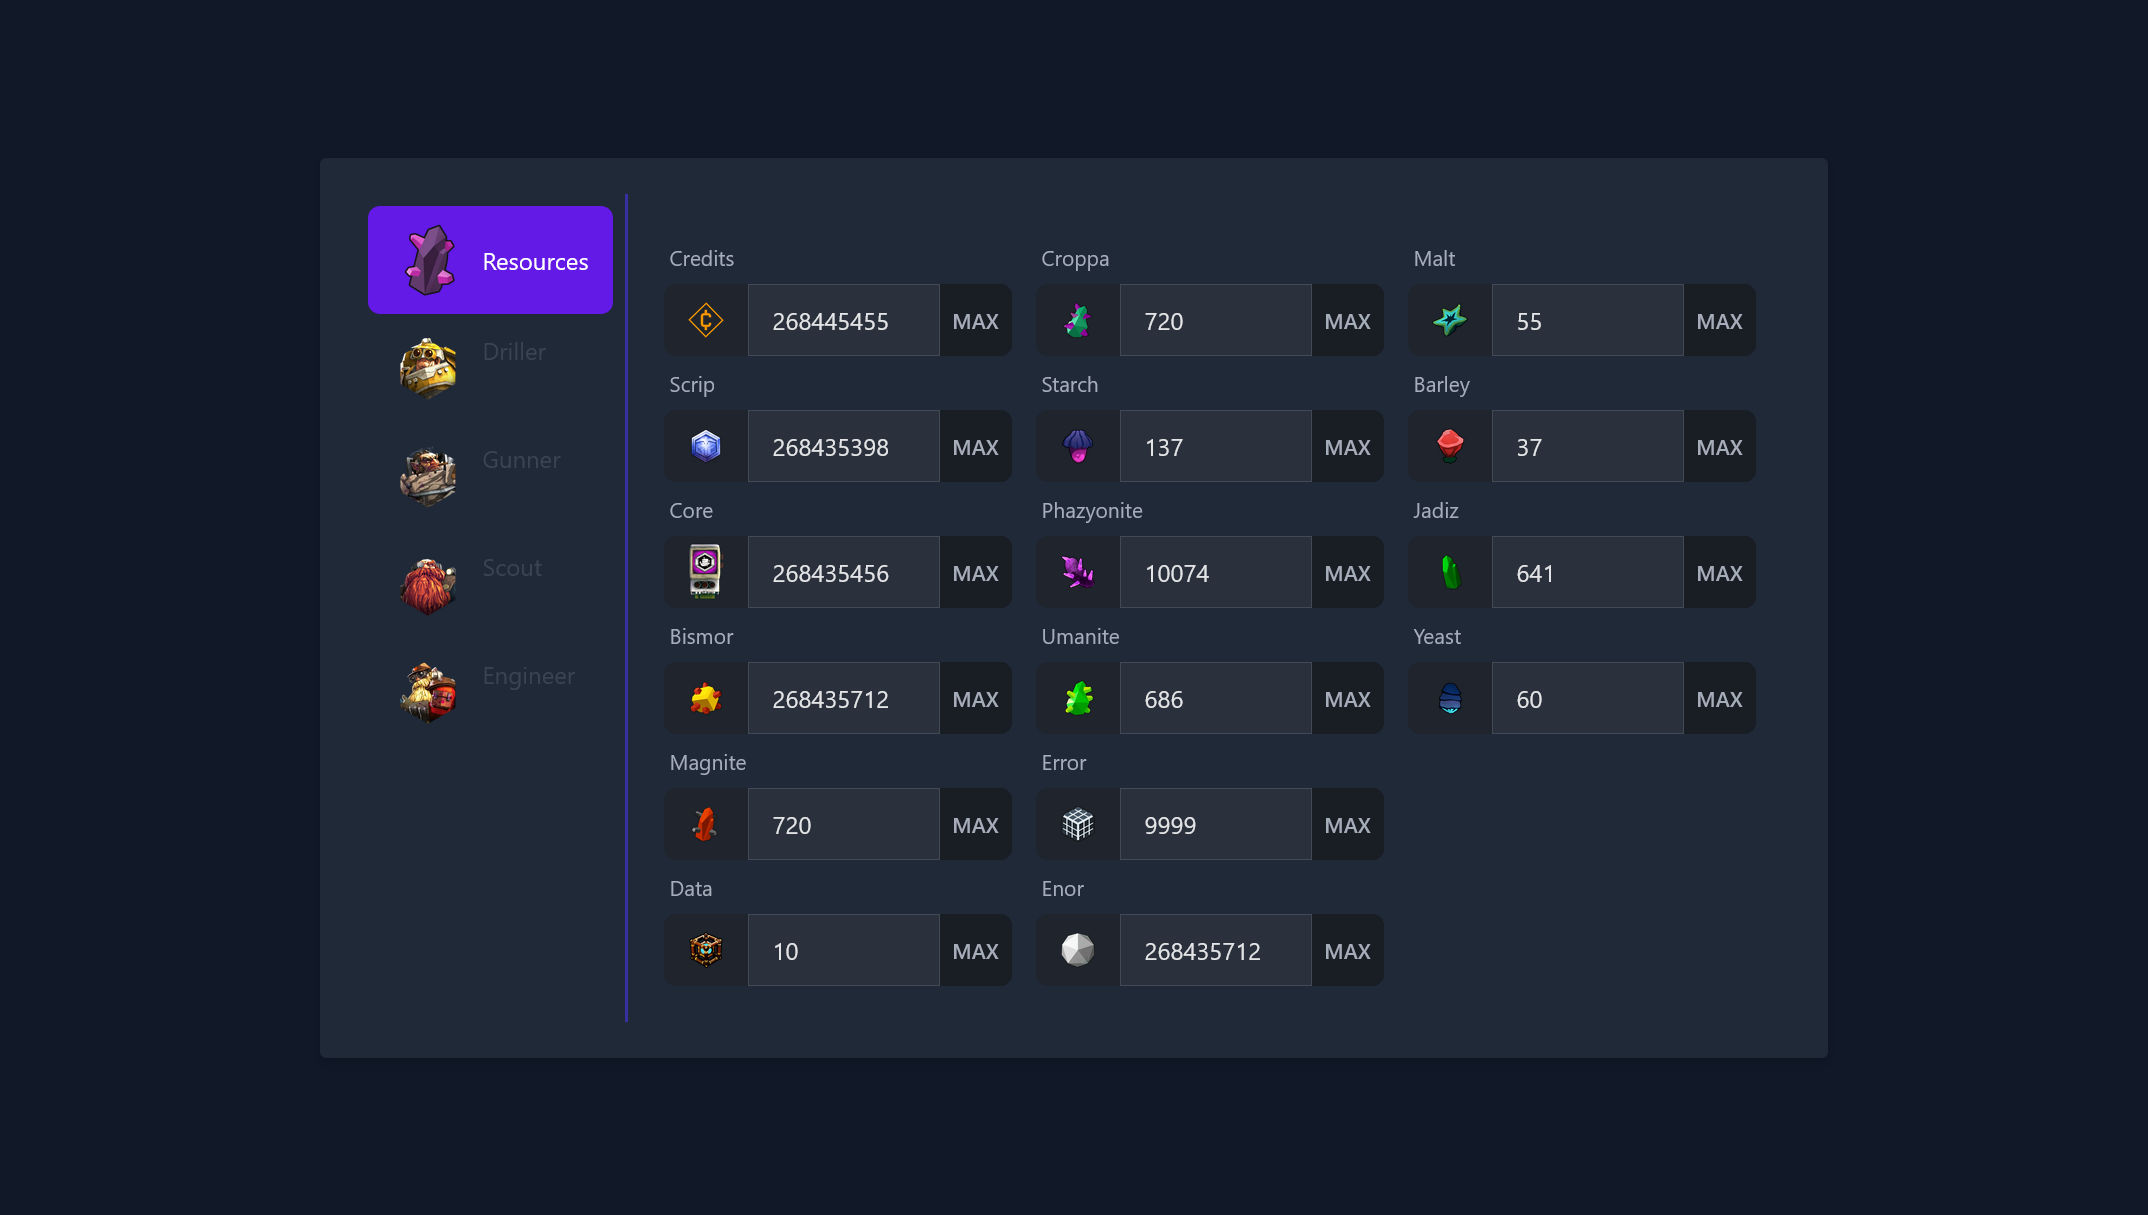 Resources
Driller
Gunner
Scout
Engineer
Credits
268445455 MAX
Scrip
268435398 MAX
Core
268435456 MAX
Bismor
268435712 MAX
Magnite
720 MAX
Data
10 MAX
Croppa
720 MAX
Starch
137 MAX
Phazyonite
10074 MAX
Umanite
686 MAX
Error
9999 MAX
Enor
268435712 MAX
Malt
55 MAX
Barley
37 MAX
Jadiz
641 MAX
Yeast
60 MAX